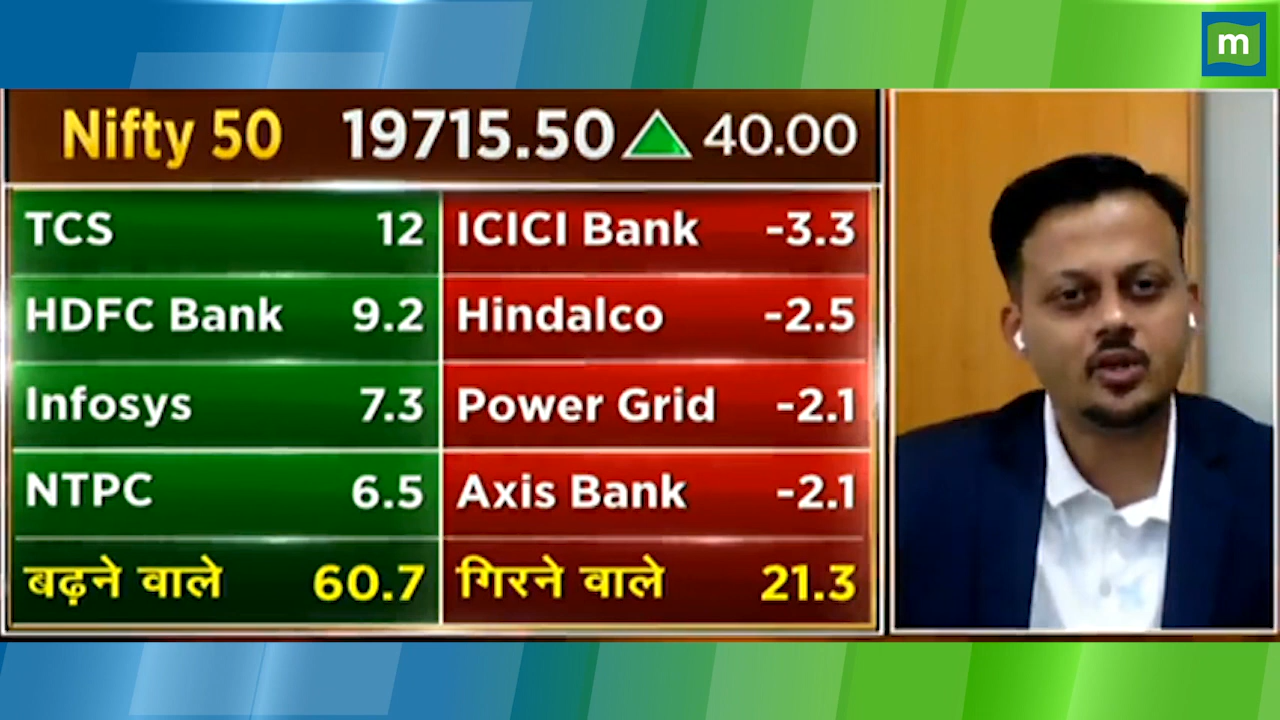 m
Nifty 50 19715.50 40.00
TCS 12 ICICI Bank -3.3
HDFC Bank 9.2 Hindalco -2.5
Infosys 7.3 Power Grid -2.1
NTPC 6.5 Axis Bank -2.1
बढ़ने वाले 60.7 गिरने वाले 21.3